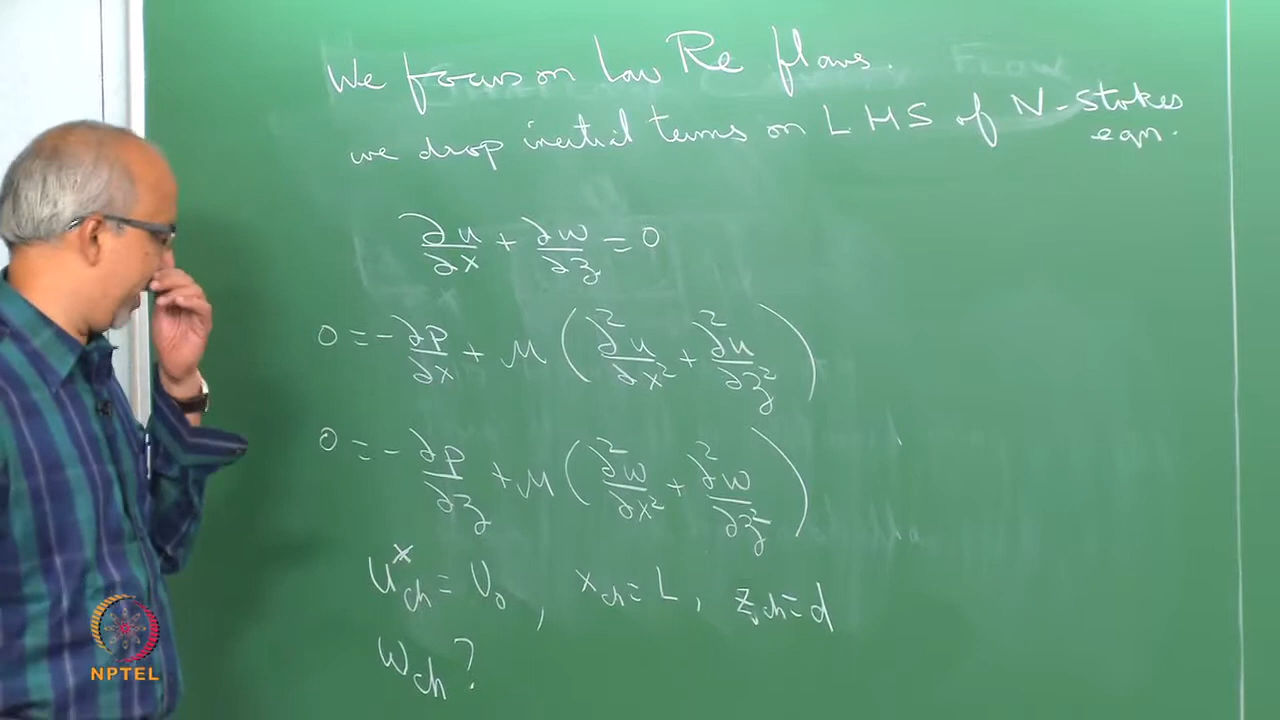 We focus on low Re flows.
we drop inertial terms on LHS of N-Stokes
eqn.
∂u/∂x + ∂w/∂z = 0
0 = -∂p/∂x + μ(∂²u/∂x² + ∂²u/∂z²)
0 = -∂p/∂z + μ(∂²w/∂x² + ∂²w/∂z²)
u*ch = U₀, xch = L, zch = d
wch?
NPTEL